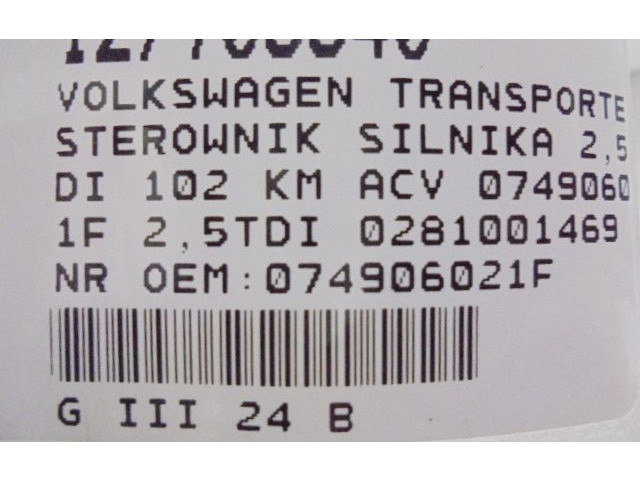 VOLKSWAGEN TRANSPORTE
STEROWNIK SILNIKA 2,5
DI 102 KM ACV 0749060
1F 2,5TDI 0281001469
NR OEM:074906021F
G III 24 B